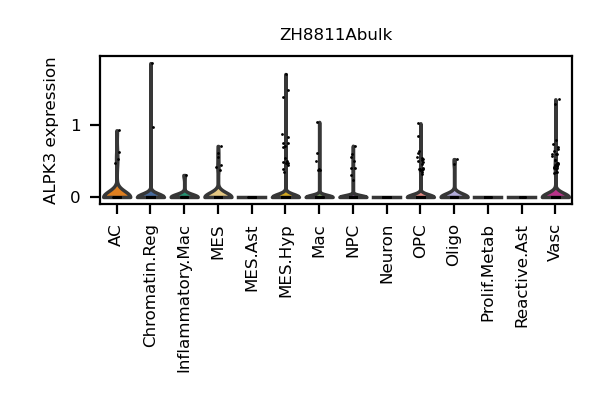 ZH8811Abulk
ALPK3 expression
1
0
AC
Chromatin.Reg
Inflammatory.Mac
MES
MES.Ast
MES.Hyp
Mac
NPC
Neuron
OPC
Oligo
Prolif.Metab
Reactive.Ast
Vasc